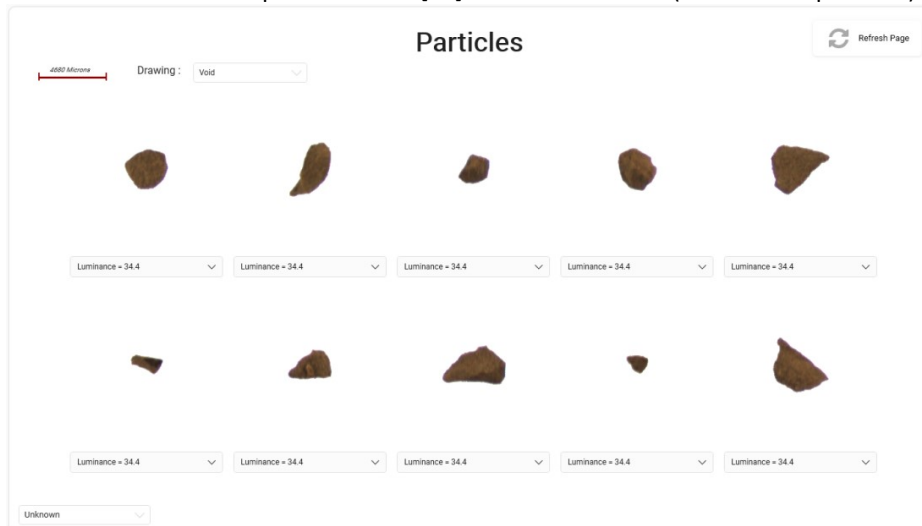 Particles
Refresh Page
4680 Microns
Drawing :
Void
Luminance = 34.4
Luminance = 34.4
Luminance = 34.4
Luminance = 34.4
Luminance = 34.4
Luminance = 34.4
Luminance = 34.4
Luminance = 34.4
Luminance = 34.4
Luminance = 34.4
Unknown